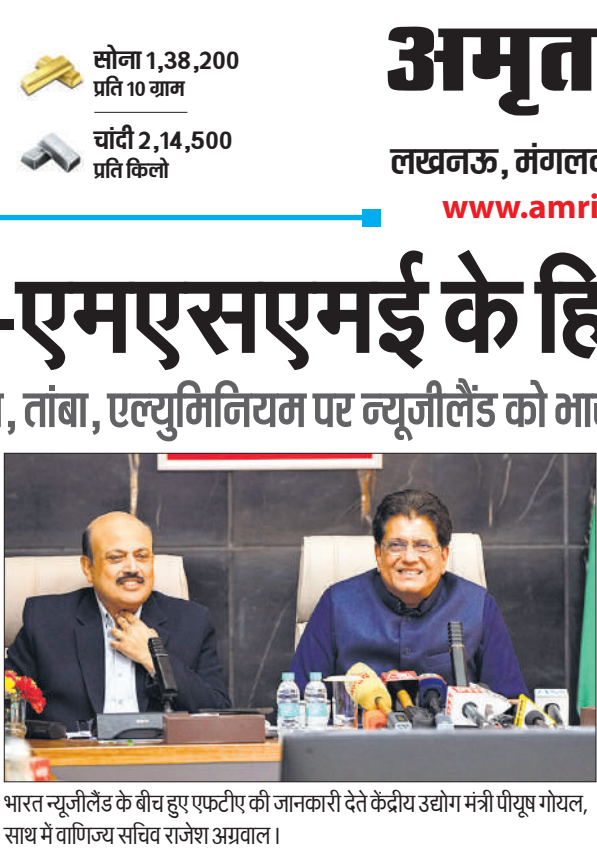 सोना 1,38,200
प्रति 10 ग्राम
चांदी 2,14,500
प्रति किलो
अमृत
लखनऊ,
www.amri
-एमएसएमई के हि
, तांबा, एल्युमिनियम पर न्यूजीलैंड को
भारत न्यूजीलैंड के बीच हुए एफटीए की जानकारी देते केंद्रीय उद्योग मंत्री पीयूष गोयल,
साथ में वाणिज्य सचिव राजेश अग्रवाल।